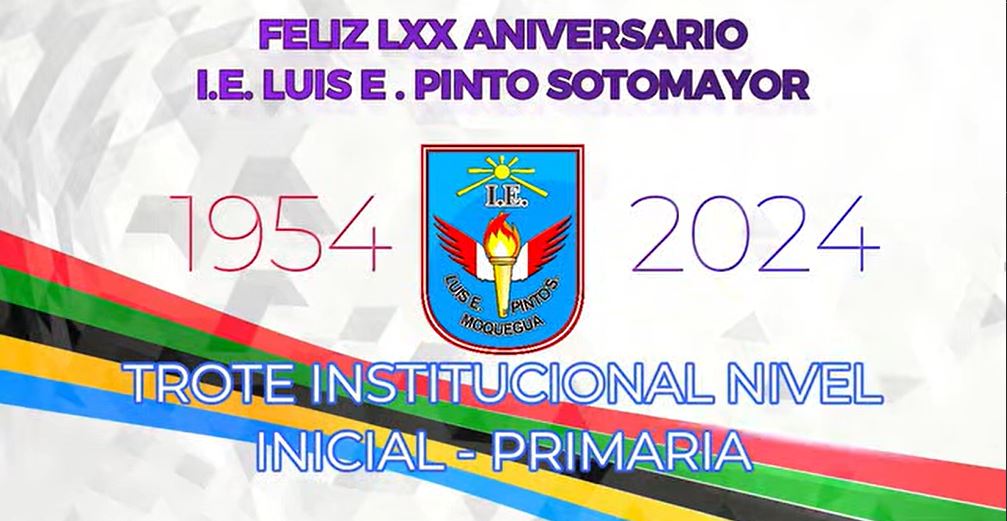 FELIZ LXX ANIVERSARIO
I.E. LUIS E . PINTO SOTOMAYOR
1954
I.E.
LUIS E. PINTO S.
MOQUEGUA
2024
TROTE INSTITUCIONAL NIVEL
INICIAL - PRIMARIA